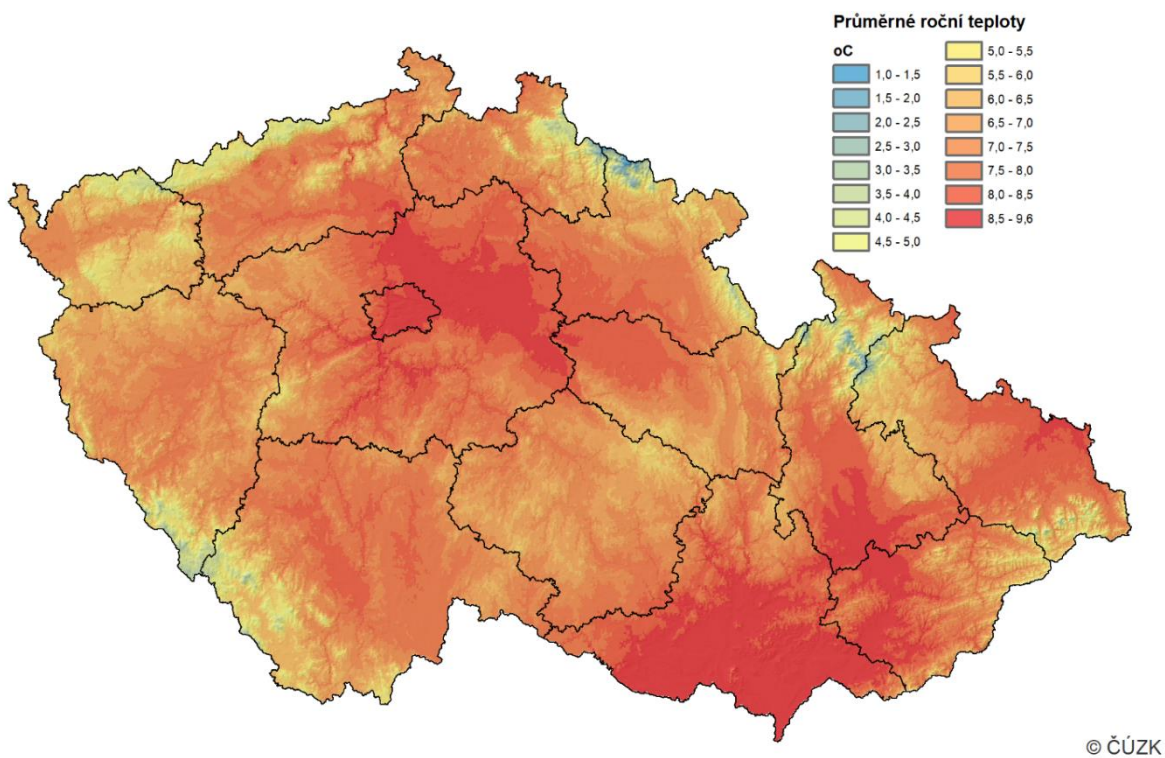 Průměrné roční teploty
oC
1,0 - 1,5
1,5 - 2,0
2,0 - 2,5
2,5 - 3,0
3,0 - 3,5
3,5 - 4,0
4,0 - 4,5
4,5 - 5,0
5,0 - 5,5
5,5 - 6,0
6,0 - 6,5
6,5 - 7,0
7,0 - 7,5
7,5 - 8,0
8,0 - 8,5
8,5 - 9,6
© ČÚZK